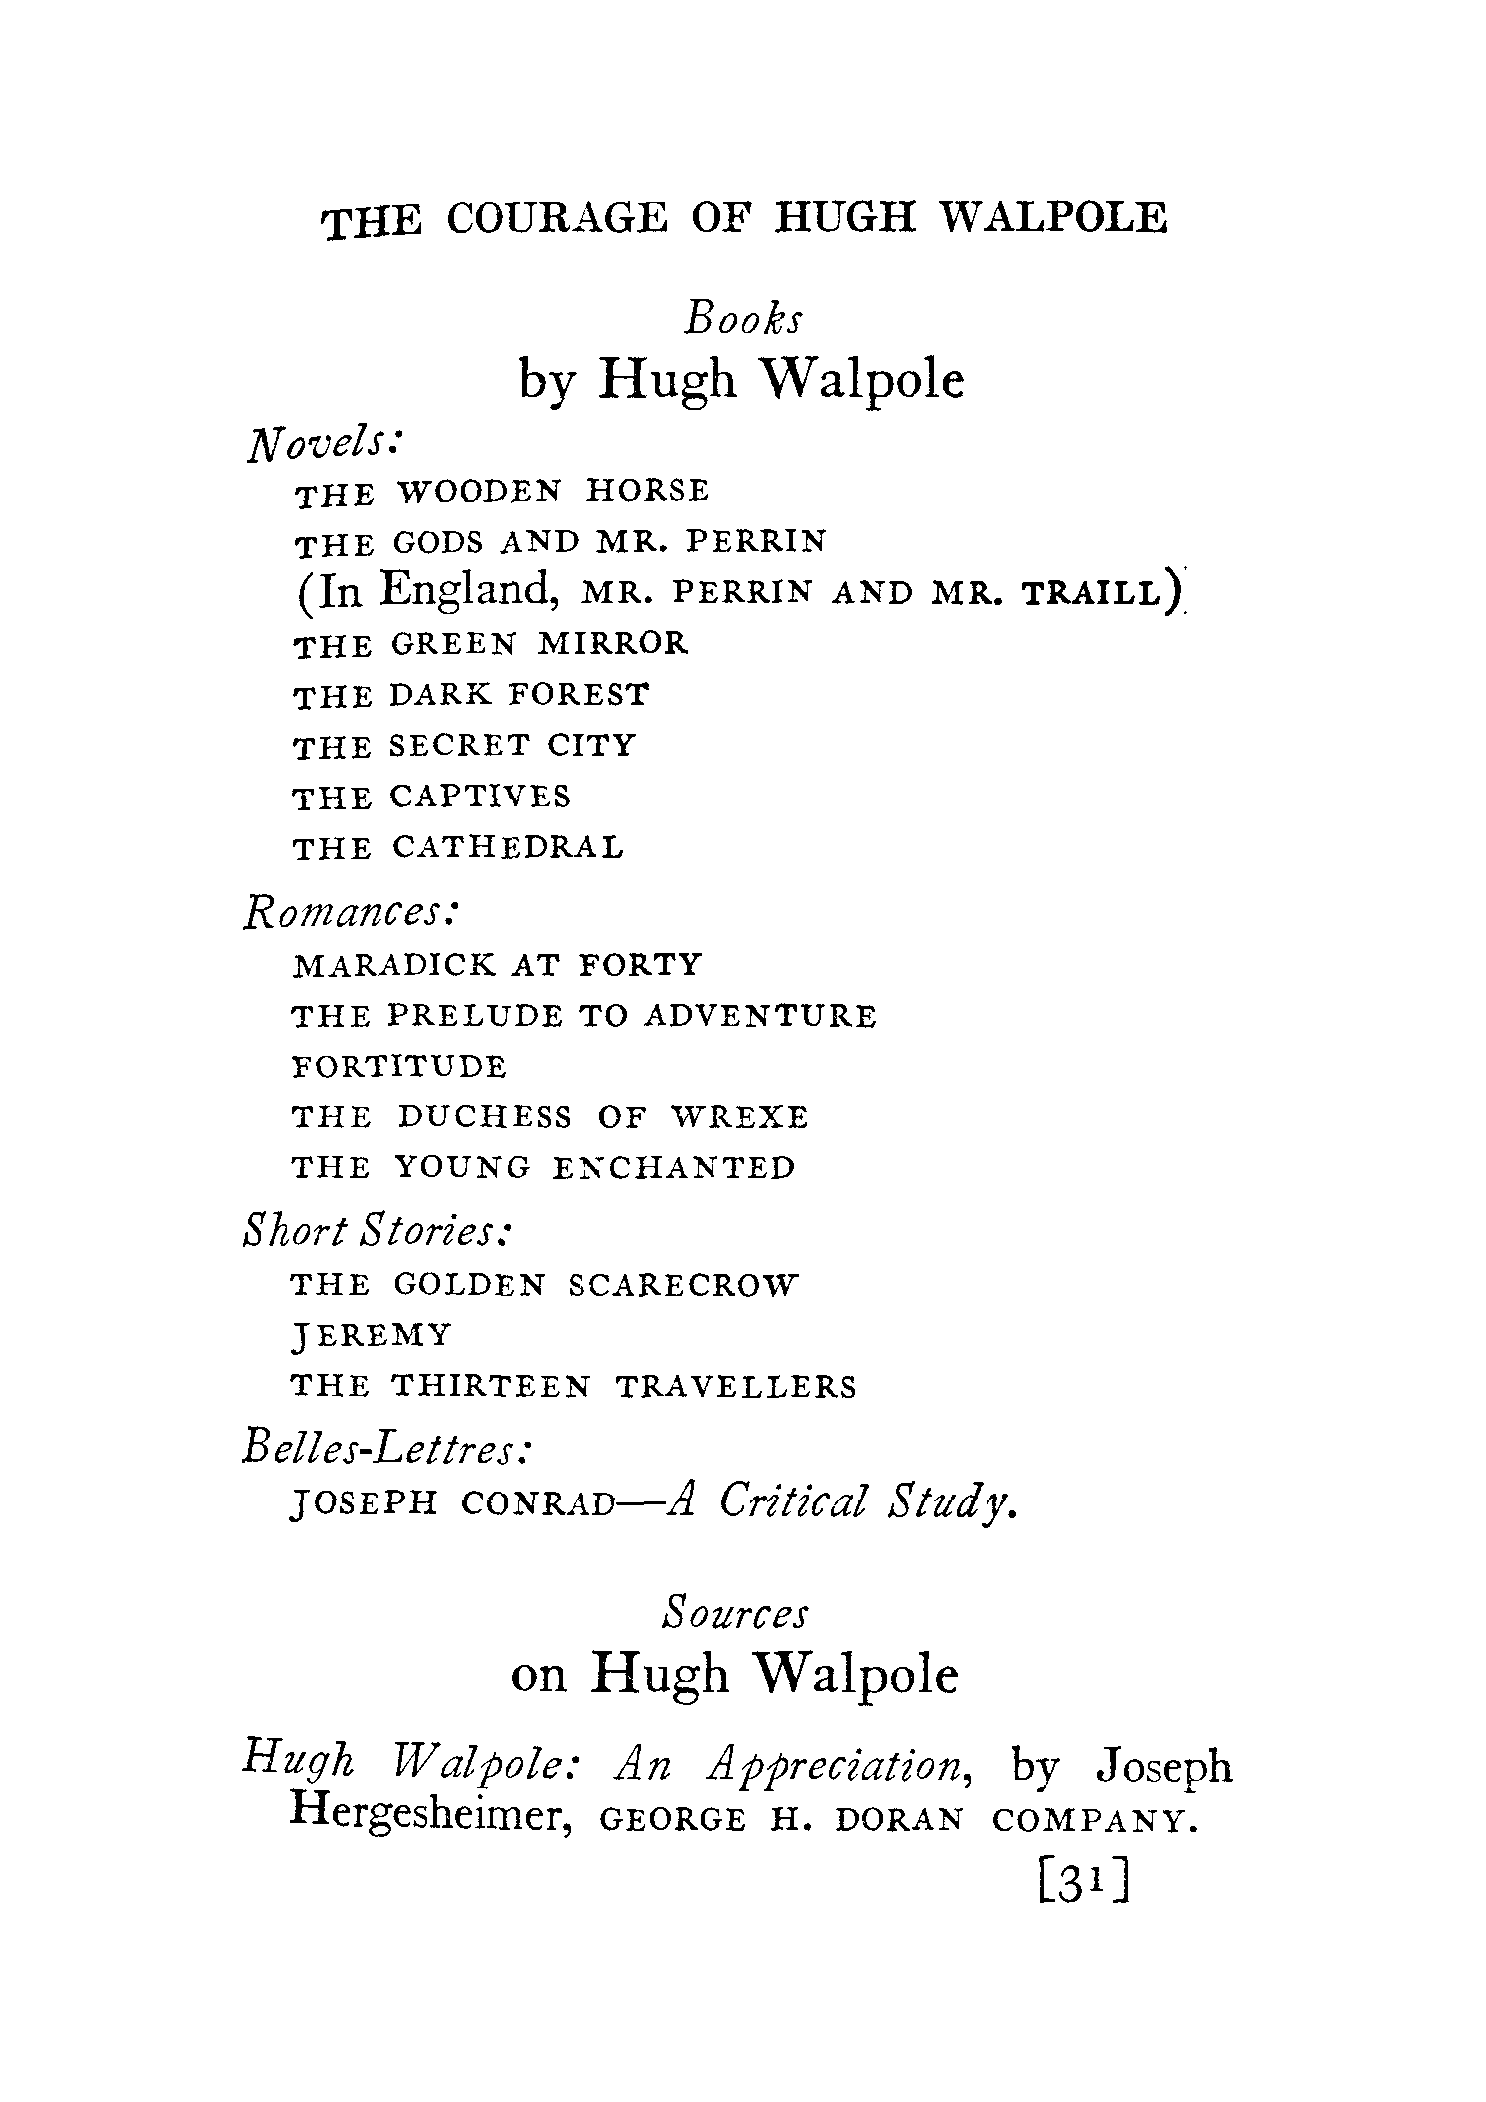 THE COURAGE OF HUGH WALPOLE
Books
by Hugh Walpole
Novels:
THE WOODEN HORSE
THE GODS AND MR. PERRIN
(In England, MR. PERRIN AND MR. TRAILL)
THE GREEN MIRROR
THE DARK FOREST
THE SECRET CITY
THE CAPTIVES
THE CATHEDRAL
Romances:
MARADICK AT FORTY
THE PRELUDE TO ADVENTURE
FORTITUDE
THE DUCHESS OF WREXE
THE YOUNG ENCHANTED
Short Stories:
THE GOLDEN SCARECROW
JEREMY
THE THIRTEEN TRAVELLERS
Belles-Lettres:
JOSEPH CONRAD—A Critical Study.
Sources
on Hugh Walpole
Hugh Walpole: An Appreciation, by Joseph
Hergesheimer, GEORGE H. DORAN COMPANY.
[31]